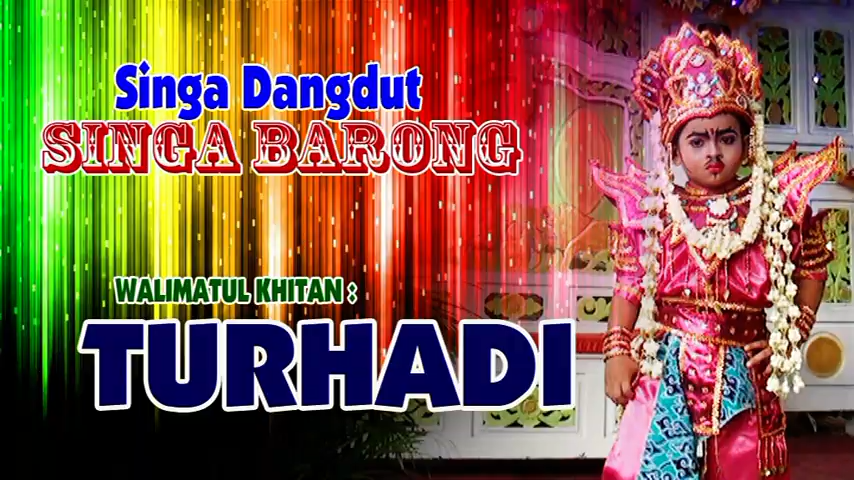 Singa Dangdut
SINGA BARONG
WALIMATUL KHITAN :
TURHADI